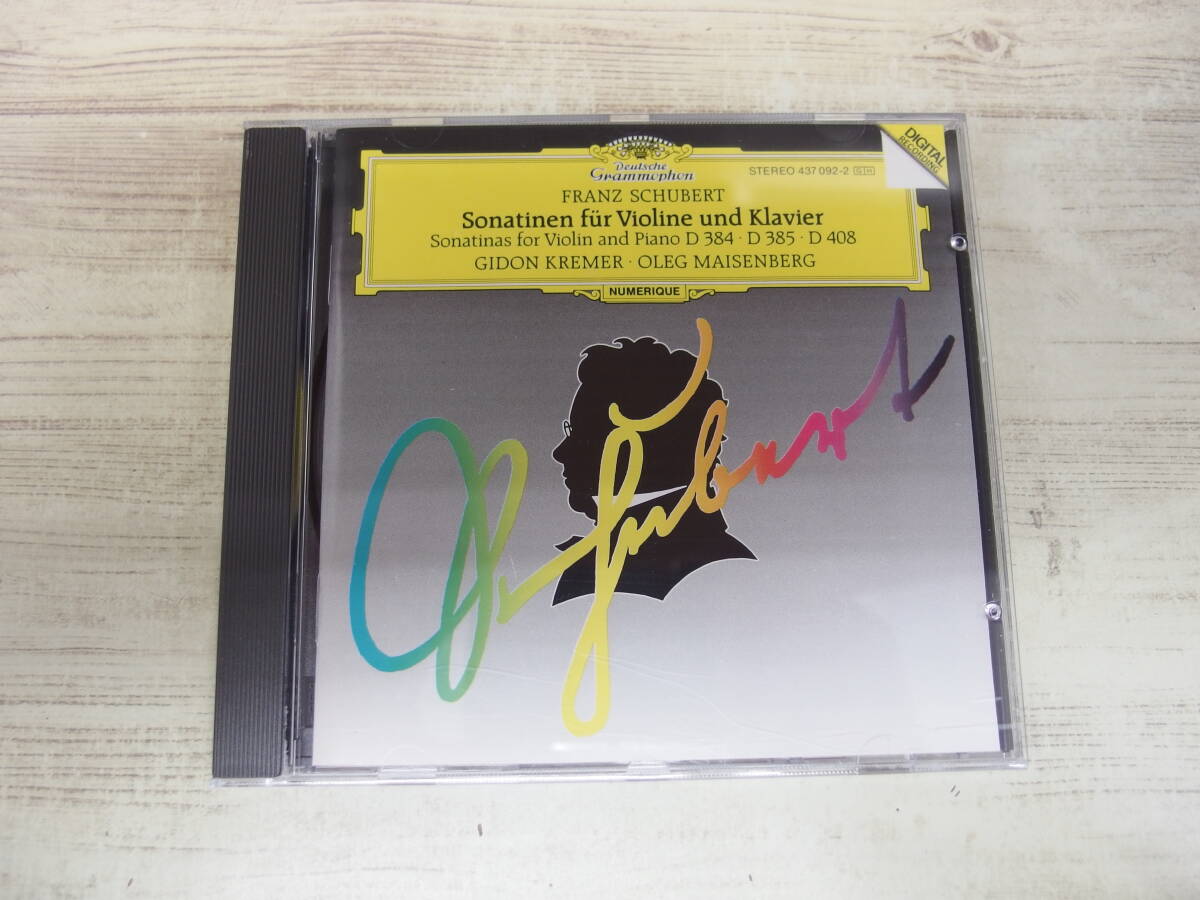 Deutsche
Grammophon
STEREO 437 092-2 GH
DIGITAL
RECORDING
FRANZ SCHUBERT
Sonatinen für Violine und Klavier
Sonatinas for Violin and Piano D 384 · D 385 · D 408
GIDON KREMER · OLEG MAISENBERG
NUMERIQUE